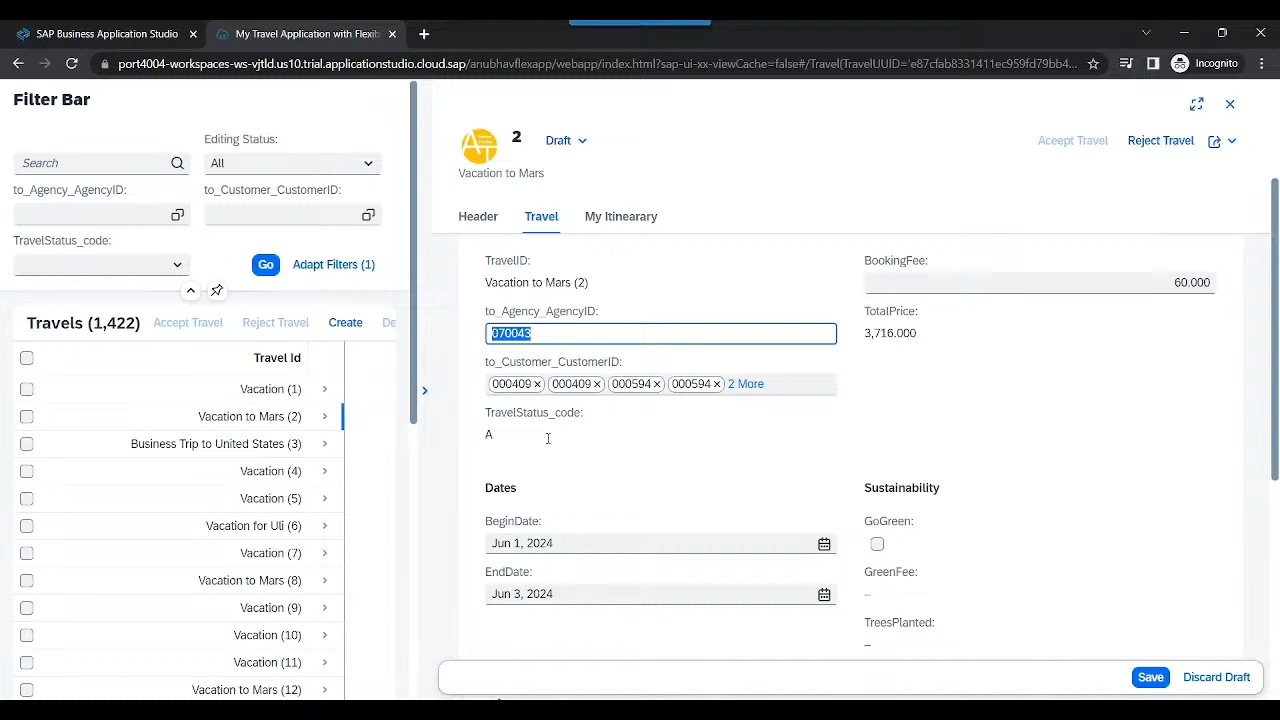 SAP Business Application Studio
My Travel Application with Flexib
port4004-workspaces-ws-vjtld.us10.trial.applicationstudio.cloud.sap/anubhavflexapp/webapp/index.html?sap-ui-xx-viewCache=false#/Travel(TravelUUID='e87cfab8331411ec959fd79bb4...
Incognito
Filter Bar
Editing Status:
Search
All
to_Agency_AgencyID:
to_Customer_CustomerID:
TravelStatus_code:
Go
Adapt Filters (1)
Travels (1,422)
Accept Travel
Reject Travel
Create
De
Travel Id
Vacation (1)
Vacation to Mars (2)
Business Trip to United States (3)
Vacation (4)
Vacation (5)
Vacation for Uli (6)
Vacation (7)
Vacation to Mars (8)
Vacation (9)
Vacation (10)
Vacation (11)
Vacation to Mars (12)
AT
2
Draft
Vacation to Mars
Aceept Travel
Reject Travel
Header
Travel
My Itinearary
TravelID:
Vacation to Mars (2)
to_Agency_AgencyID:
070043
to_Customer_CustomerID:
000409
000409
000594
000594
2 More
TravelStatus_code:
A
BookingFee:
60.000
TotalPrice:
3,716.000
Dates
BeginDate:
Jun 1, 2024
EndDate:
Jun 3, 2024
Sustainability
GoGreen:
GreenFee:
–
TreesPlanted:
–
Save
Discard Draft